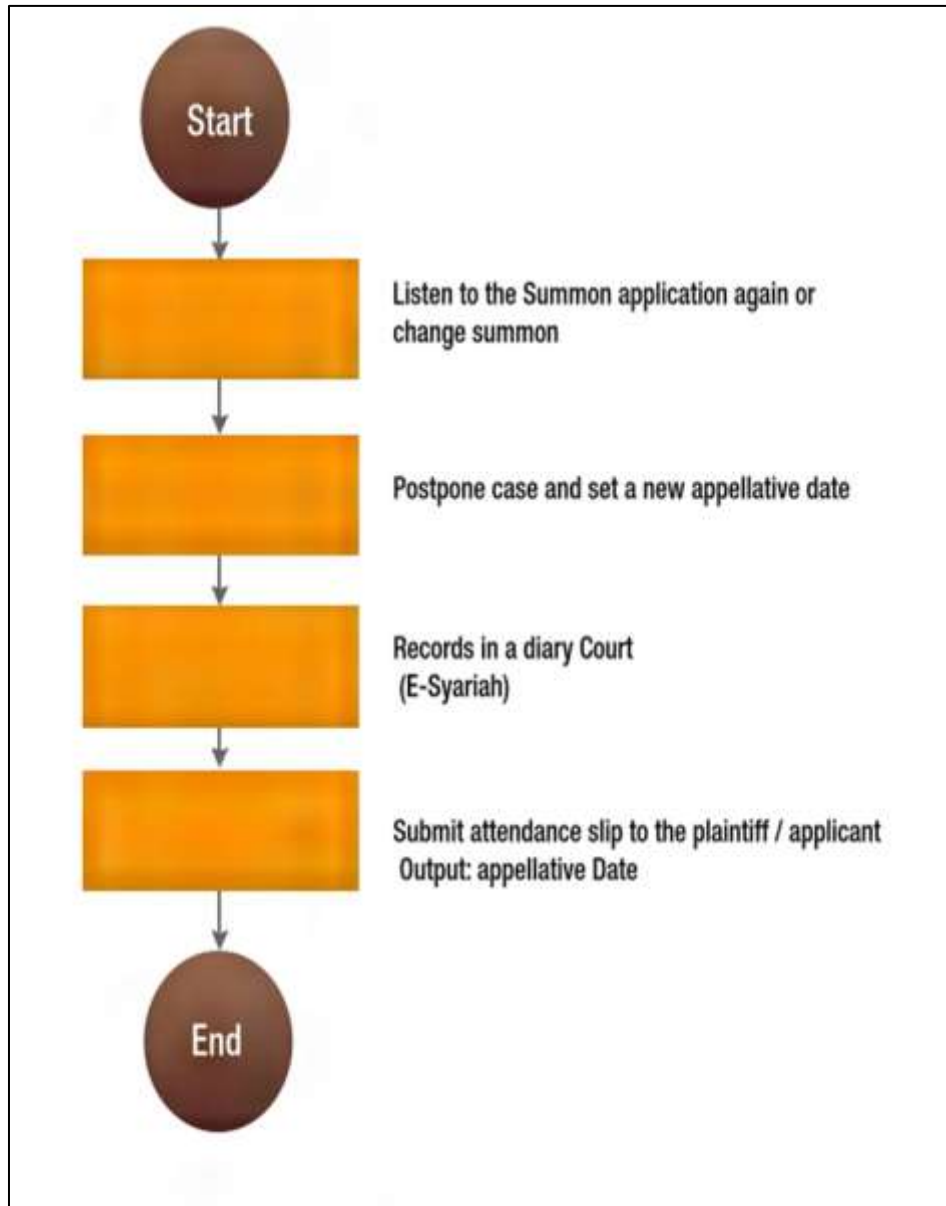 Start
Listen to the Summon application again or
change summon
Postpone case and set a new appellative date
Records in a diary Court
(E-Syariah)
Submit attendance slip to the plaintiff / applicant
Output: appellative Date
End